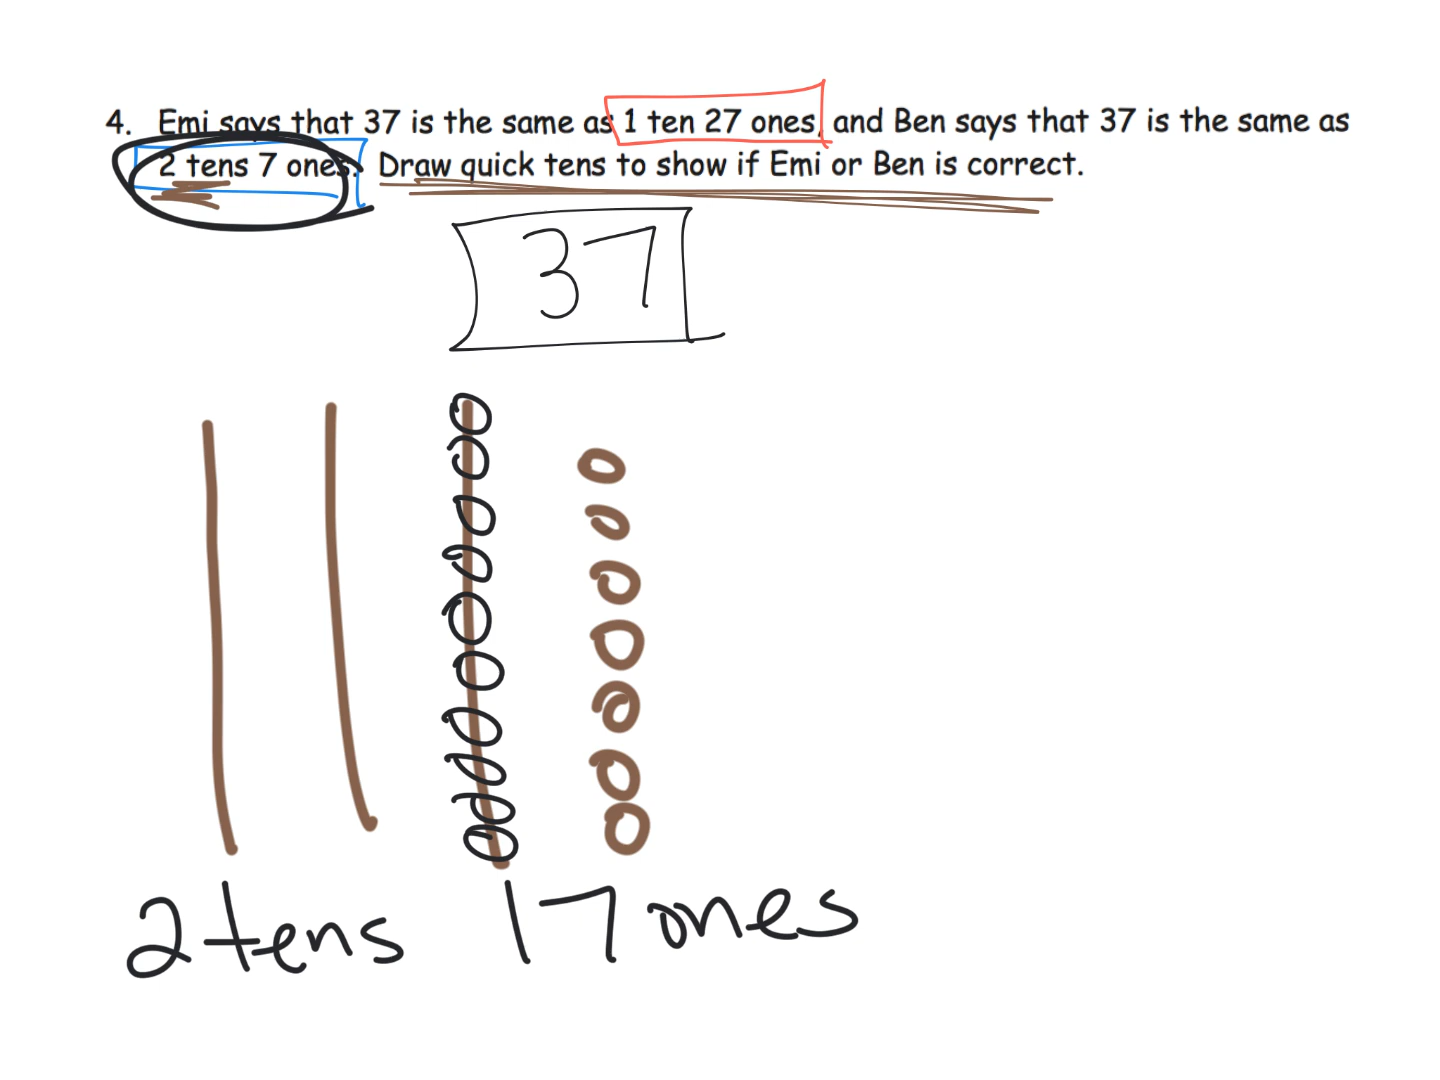 4. Emi says that 37 is the same as 1 ten 27 ones, and Ben says that 37 is the same as
2 tens 7 ones. Draw quick tens to show if Emi or Ben is correct.
37
2 tens 17 ones